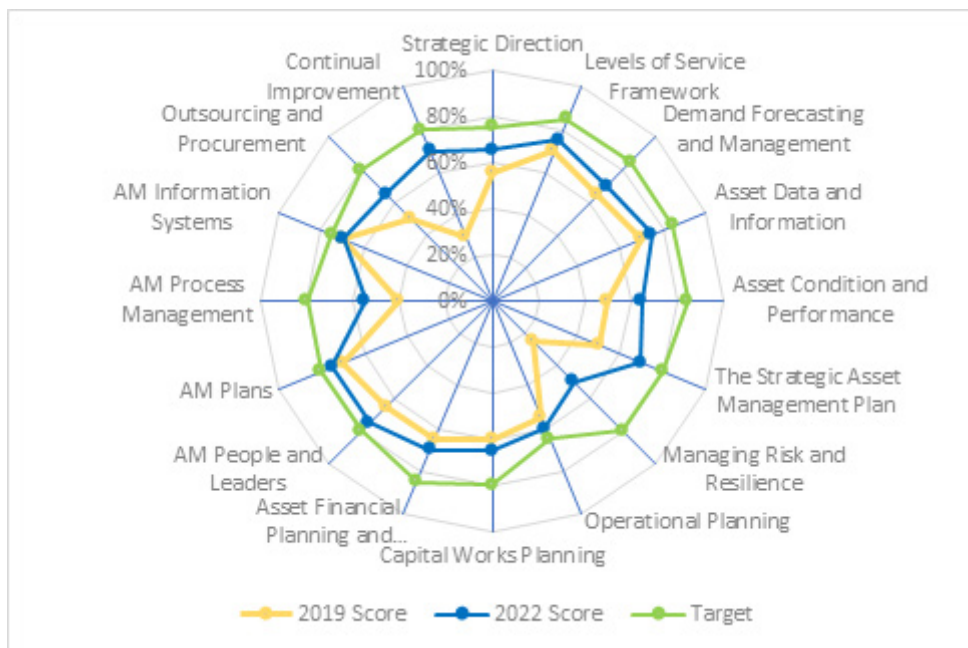 Strategic Direction
Levels of Service
Framework
Demand Forecasting
and Management
Asset Data and
Information
Asset Condition and
Performance
The Strategic Asset
Management Plan
Managing Risk and
Resilience
Operational Planning
Capital Works Planning
Asset Financial
Planning and...
AM People and
Leaders
AM Plans
AM Process
Management
AM Information
Systems
Outsourcing and
Procurement
Continual
Improvement
100%
80%
60%
40%
20%
0%
2019 Score
2022 Score
Target